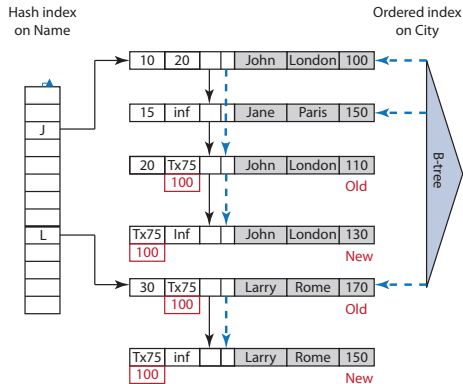 Hash index
on Name
Ordered index
on City
10 20 John London 100
J
15 inf Jane Paris 150
B-tree
20 Tx75 John London 110
100
Old
L
Tx75 Inf John London 130
100
New
30 Tx75 Larry Rome 170
100
Old
Tx75 inf Larry Rome 150
100
New